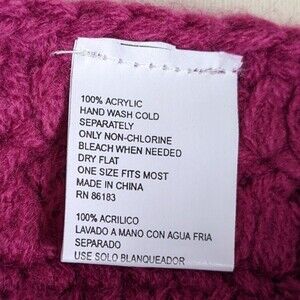 100% ACRYLIC
HAND WASH COLD
SEPARATELY
ONLY NON-CHLORINE
BLEACH WHEN NEEDED
DRY FLAT
ONE SIZE FITS MOST
MADE IN CHINA
RN 86183
100% ACRILICO
LAVADO A MANO CON AGUA FRIA
SEPARADO
USE SOLO BLANQUEADOR